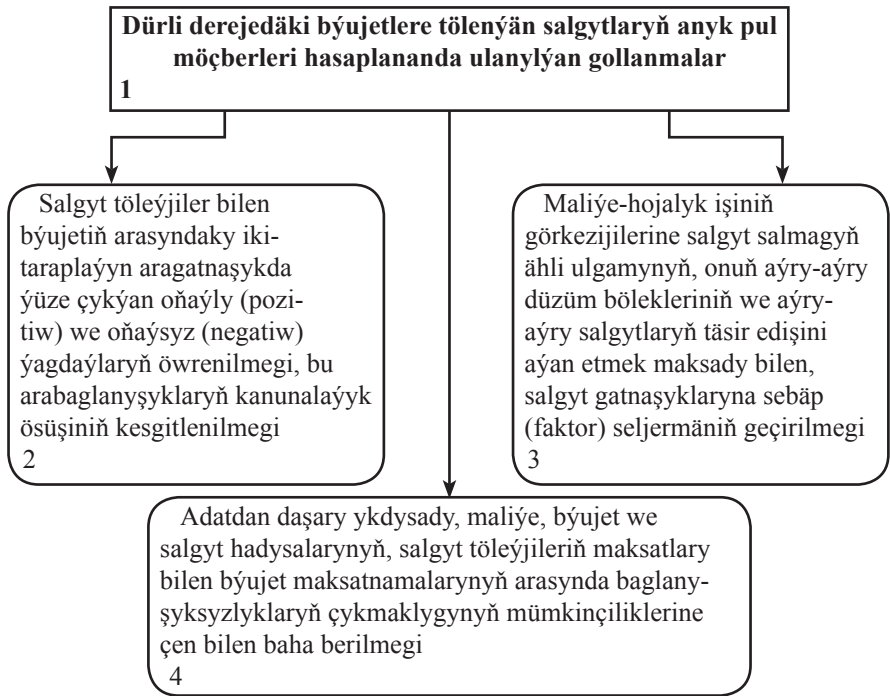 Dürli derejedäki býujetlere tölenýän salgytlaryň anyk pul
möçberleri hasaplananda ulanylýan gollanmalar
1
Salgyt töleýjiler bilen
býujetiň arasyndaky iki-
taraplaýyn aragatnaşykda
ýüze çykýan oňaýly (pozi-
tiw) we oňaýsyz (negatiw)
ýagdaýlaryň öwrenilmegi, bu
arabaglanyşyklaryň kanunalaýyk
ösüşiniň kesgitlenilmegi
2
Maliýe-hojalyk işiniň
görkezijilerine salgyt salmagyň
ähli ulgamynyň, onuň aýry-aýry
düzüm bölekleriniň we aýry-
aýry salgytlaryň täsir edişini
aýan etmek maksady bilen,
salgyt gatnaşyklaryna sebäp
(faktor) seljermäniň geçirilmegi
3
Adatdan daşary ykdysady, maliýe, býujet we
salgyt hadysalarynyň, salgyt töleýjileriň maksatlary
bilen býujet maksatnamalarynyň arasynda baglany-
şyksyzlyklaryň çykmaklygynyň mümkinçiliklerine
çen bilen baha berilmegi
4